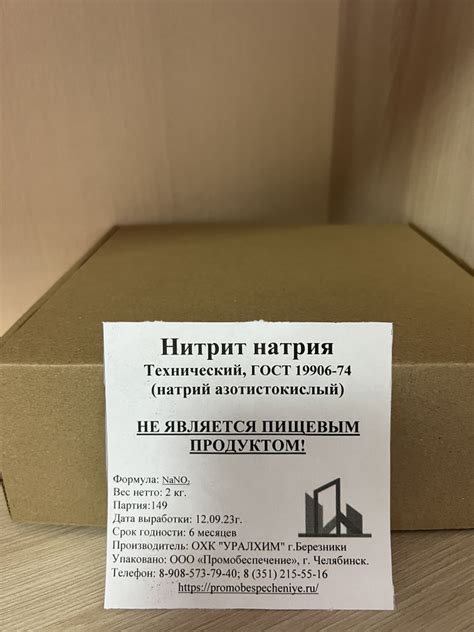 Нитрит натрия
Технический, ГОСТ 19906-74
(натрий азотистокислый)
НЕ ЯВЛЯЕТСЯ ПИЩЕВЫМ
ПРОДУКТОМ!
Формула: NaNO₂
Вес нетто: 2 кг.
Партия:149
Дата выработки: 12.09.23г.
Срок годности: 6 месяцев
Производитель: ОХК "УРАЛХИМ" г.Березники
Упаковано: ООО «Промобеспечение», г. Челябинск.
Телефон: 8-908-573-79-40; 8 (351) 215-55-16
https://promobespecheniye.ru/